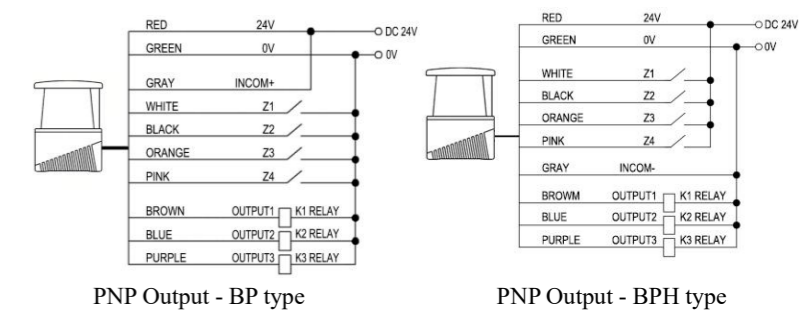 RED 24V DC 24V
GREEN 0V 0V
GRAY INCOM+
WHITE Z1
BLACK Z2
ORANGE Z3
PINK Z4
BROWN OUTPUT1 K1 RELAY
BLUE OUTPUT2 K2 RELAY
PURPLE OUTPUT3 K3 RELAY
PNP Output - BP type
RED 24V DC 24V
GREEN 0V 0V
WHITE Z1
BLACK Z2
ORANGE Z3
PINK Z4
GRAY INCOM-
BROWM OUTPUT1 K1 RELAY
BLUE OUTPUT2 K2 RELAY
PURPLE OUTPUT3 K3 RELAY
PNP Output - BPH type